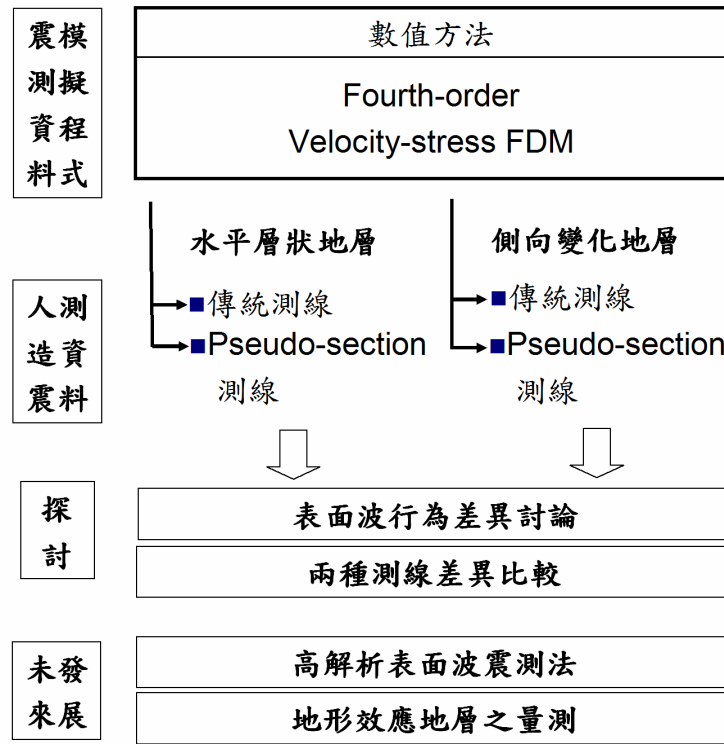 震測資料
模擬程式
數值方法
Fourth-order
Velocity-stress FDM
人造震
測資料
水平層狀地層
傳統測線
Pseudo-section
測線
側向變化地層
傳統測線
Pseudo-section
測線
探討
表面波行為差異討論
兩種測線差異比較
未來
發展
高解析表面波震測法
地形效應地層之量測